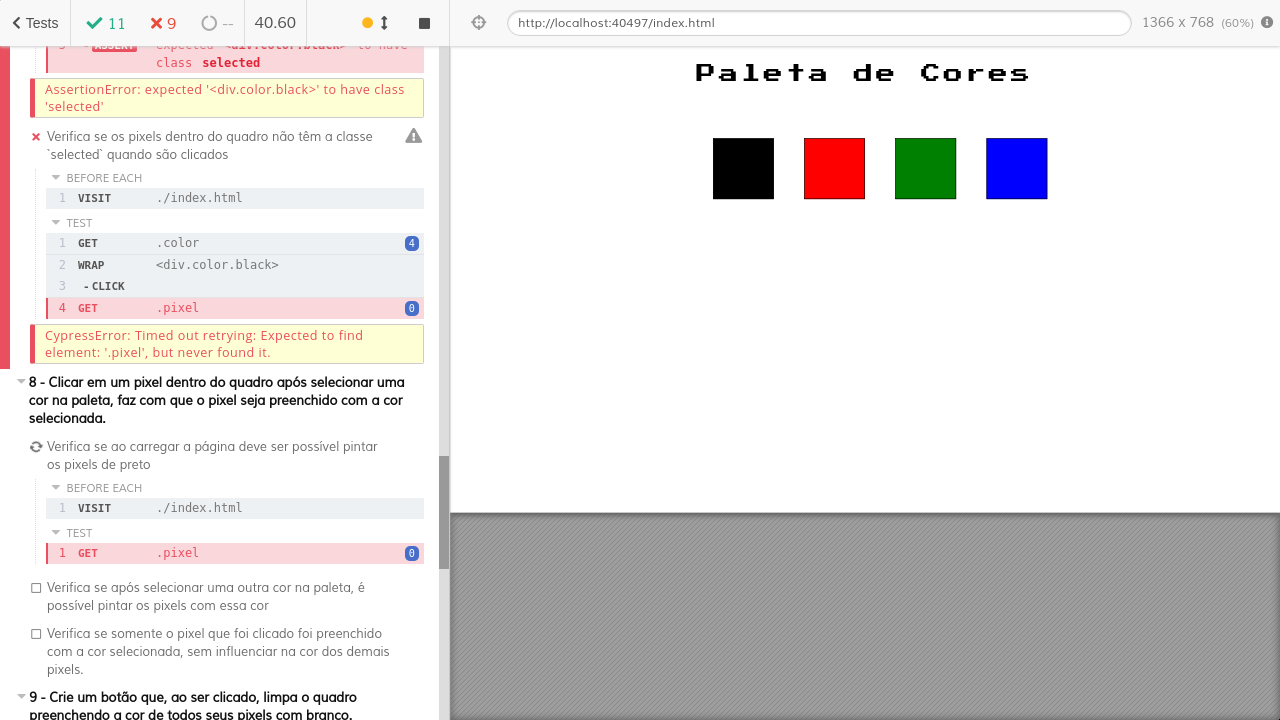 Tests
11
9
--
40.60
http://localhost:40497/index.html
1366 x 768 (60%)
3 -ASSERT expected <div.color.black> to have
class selected
AssertionError: expected '<div.color.black>' to have class
'selected'
Verifica se os pixels dentro do quadro não têm a classe
`selected` quando são clicados
BEFORE EACH
1 VISIT ./index.html
TEST
1 GET .color 4
2 WRAP <div.color.black>
3 -CLICK
4 GET .pixel 0
CypressError: Timed out retrying: Expected to find
element: '.pixel', but never found it.
8 - Clicar em um pixel dentro do quadro após selecionar uma
cor na paleta, faz com que o pixel seja preenchido com a cor
selecionada.
Verifica se ao carregar a página deve ser possível pintar
os pixels de preto
BEFORE EACH
1 VISIT ./index.html
TEST
1 GET .pixel 0
Verifica se após selecionar uma outra cor na paleta, é
possível pintar os pixels com essa cor
Verifica se somente o pixel que foi clicado foi preenchido
com a cor selecionada, sem influenciar na cor dos demais
pixels.
9 - Crie um botão que, ao ser clicado, limpa o quadro
preenchendo a cor de todos seus pixels com branco.
Paleta de Cores